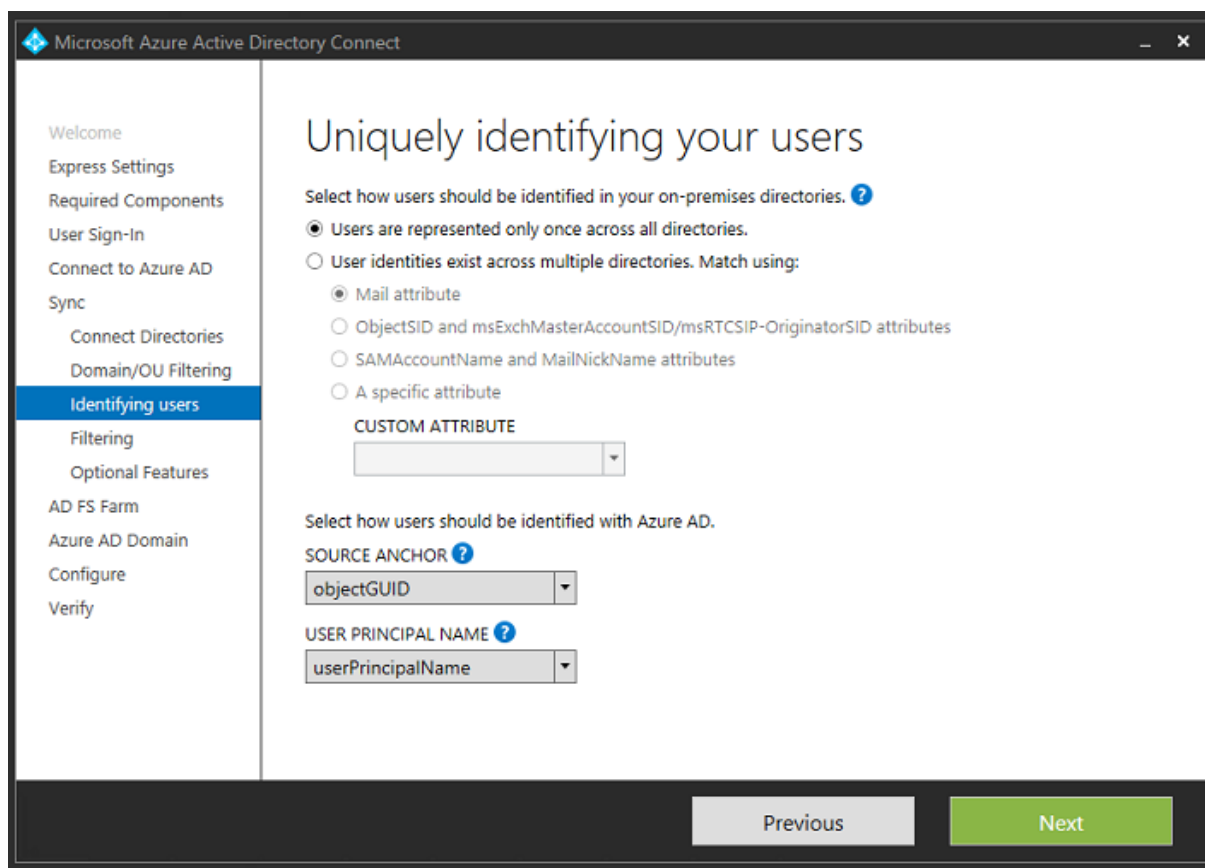 Microsoft Azure Active Directory Connect
Welcome
Express Settings
Required Components
User Sign-In
Connect to Azure AD
Sync
Connect Directories
Domain/OU Filtering
Identifying users
Filtering
Optional Features
AD FS Farm
Azure AD Domain
Configure
Verify
Uniquely identifying your users
Select how users should be identified in your on-premises directories. ?
Users are represented only once across all directories.
User identities exist across multiple directories. Match using:
Mail attribute
ObjectSID and msExchMasterAccountSID/msRTCSIP-OriginatorSID attributes
SAMAccountName and MailNickName attributes
A specific attribute
CUSTOM ATTRIBUTE
Select how users should be identified with Azure AD.
SOURCE ANCHOR ?
objectGUID
USER PRINCIPAL NAME ?
userPrincipalName
Previous
Next